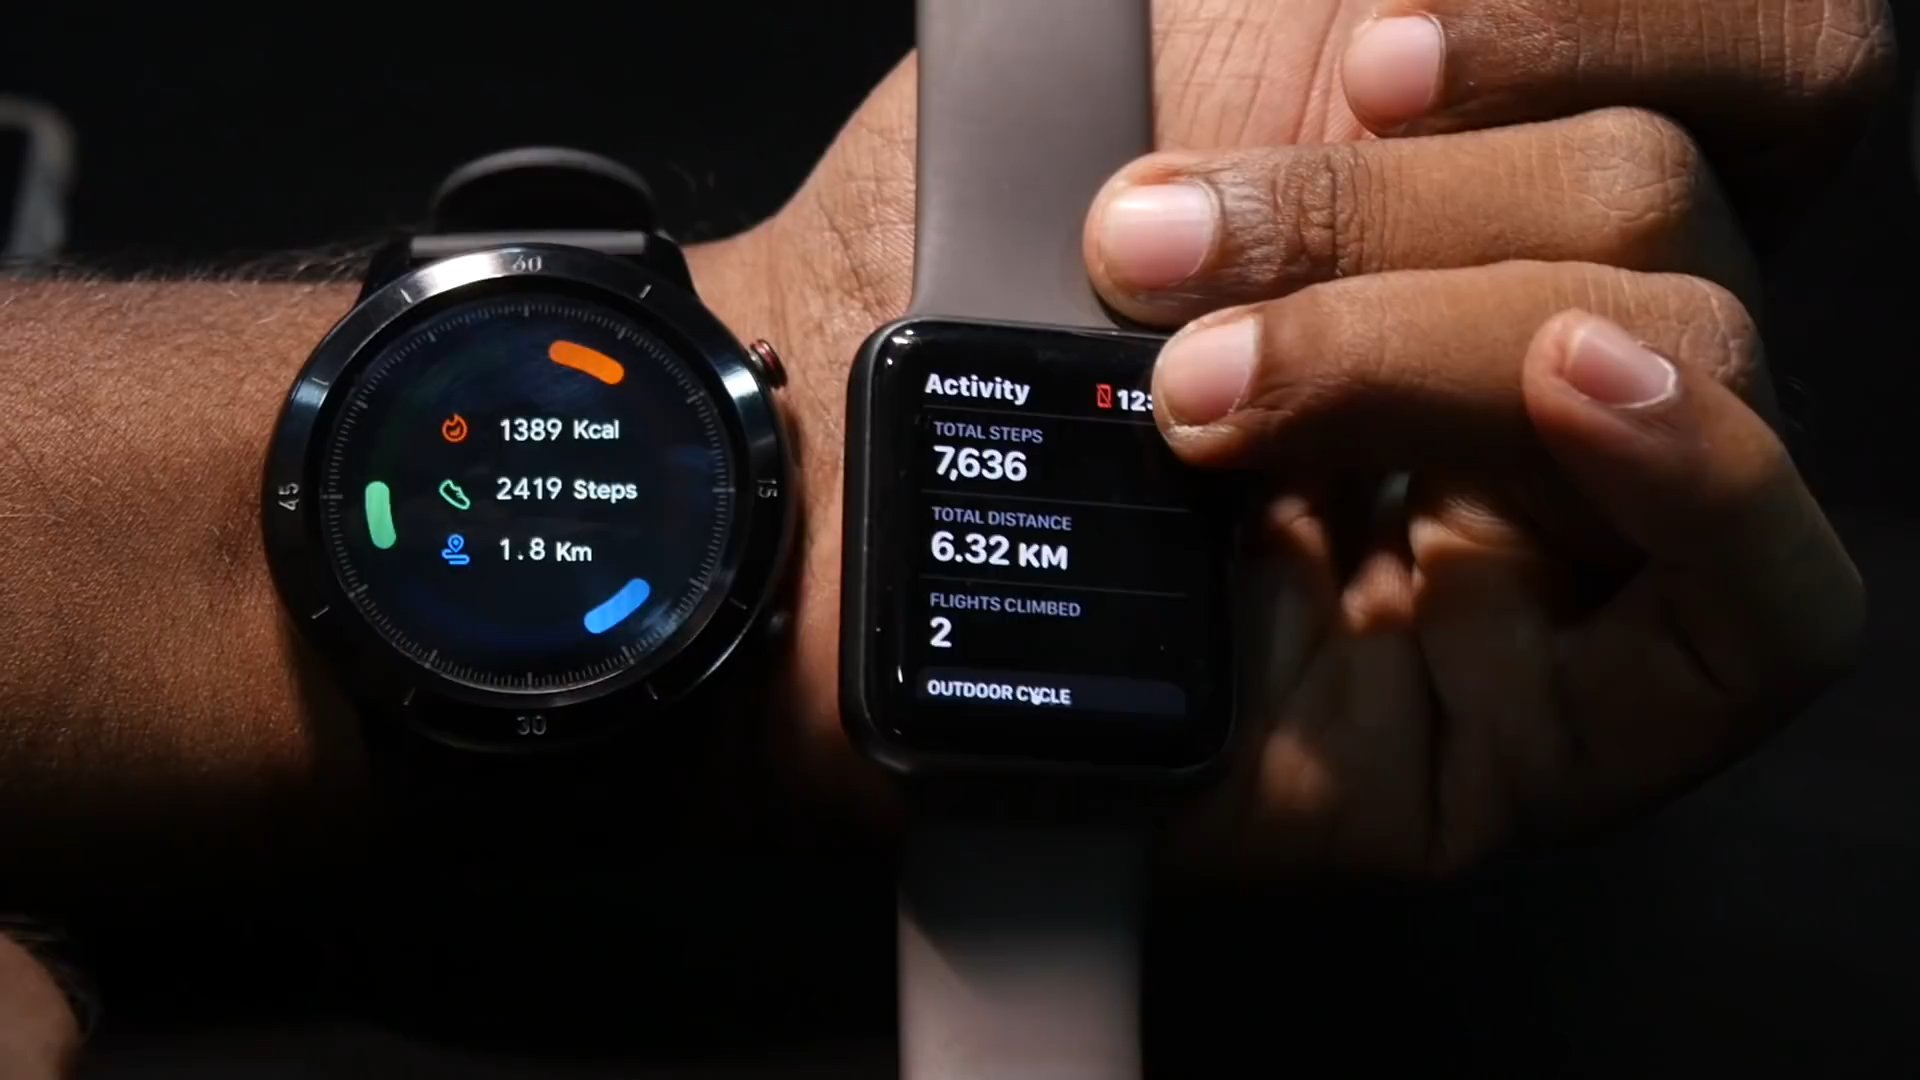 60
1389 Kcal
2419 Steps
1.8 Km
45
15
30
Activity
12:
TOTAL STEPS
7,636
TOTAL DISTANCE
6.32 KM
FLIGHTS CLIMBED
2
OUTDOOR CYCLE